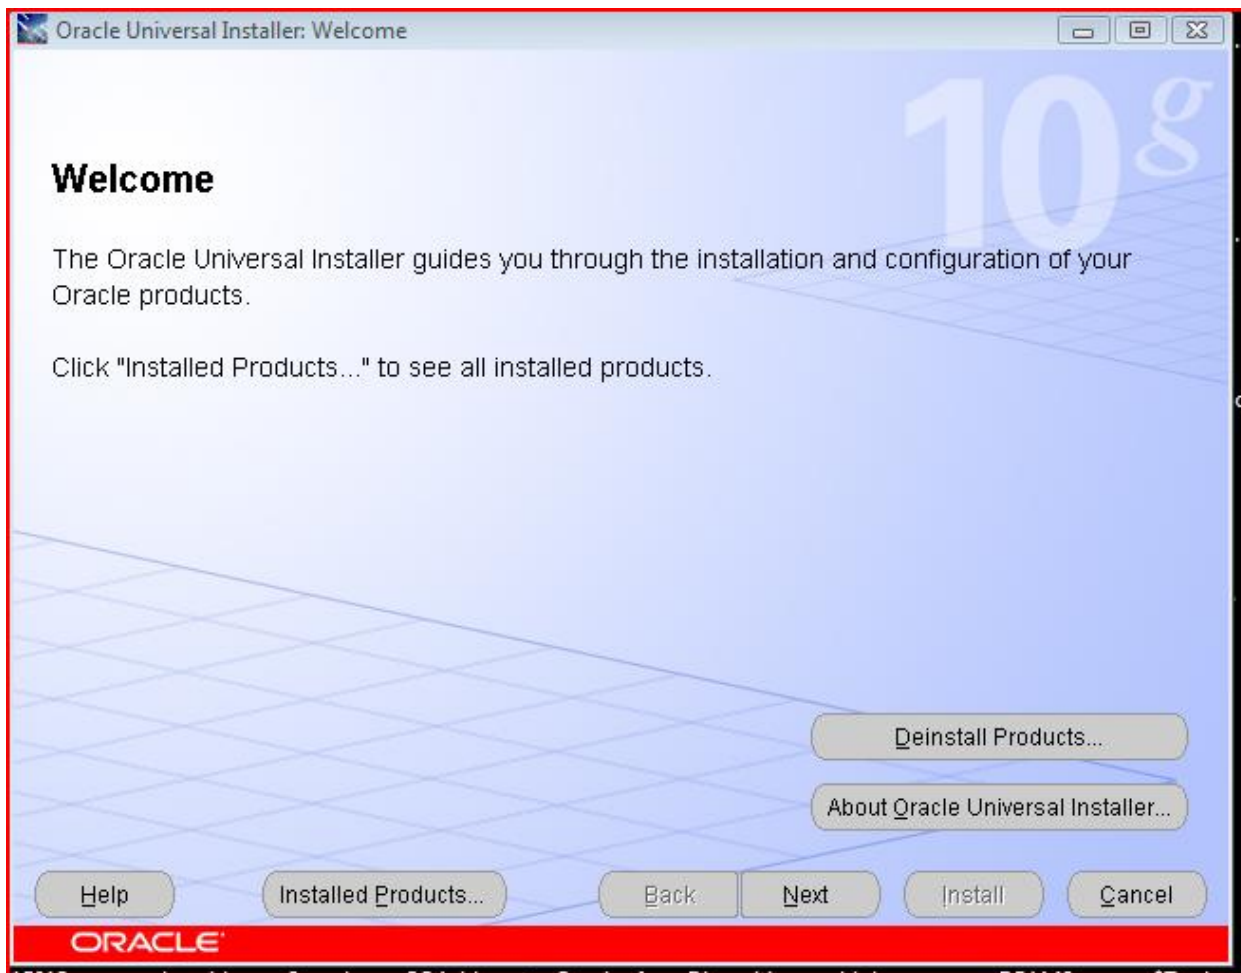 Oracle Universal Installer: Welcome
10g
Welcome
The Oracle Universal Installer guides you through the installation and configuration of your
Oracle products.
Click "Installed Products..." to see all installed products.
Deinstall Products...
About Oracle Universal Installer...
Help Installed Products... Back Next Install Cancel
ORACLE